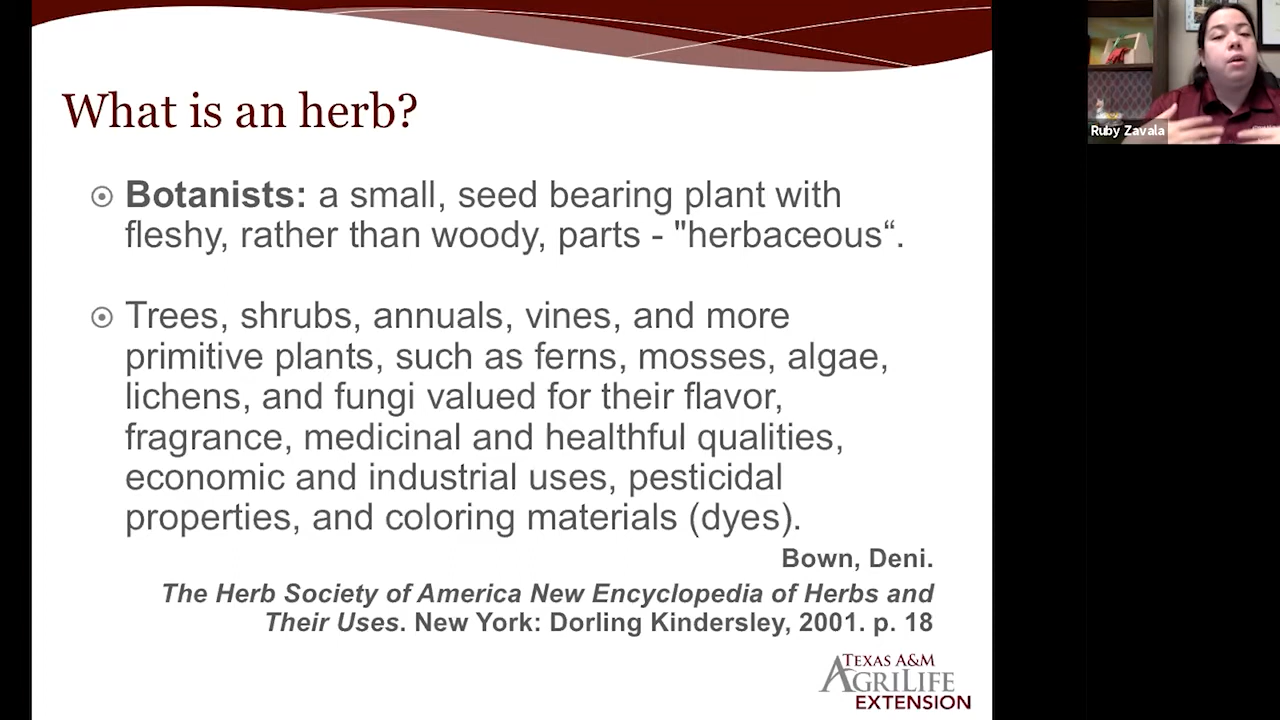 What is an herb?
Botanists: a small, seed bearing plant with
fleshy, rather than woody, parts - "herbaceous“.
Trees, shrubs, annuals, vines, and more
primitive plants, such as ferns, mosses, algae,
lichens, and fungi valued for their flavor,
fragrance, medicinal and healthful qualities,
economic and industrial uses, pesticidal
properties, and coloring materials (dyes).
Bown, Deni.
The Herb Society of America New Encyclopedia of Herbs and
Their Uses. New York: Dorling Kindersley, 2001. p. 18
TEXAS A&M
AGRILIFE
EXTENSION
Ruby Zavala